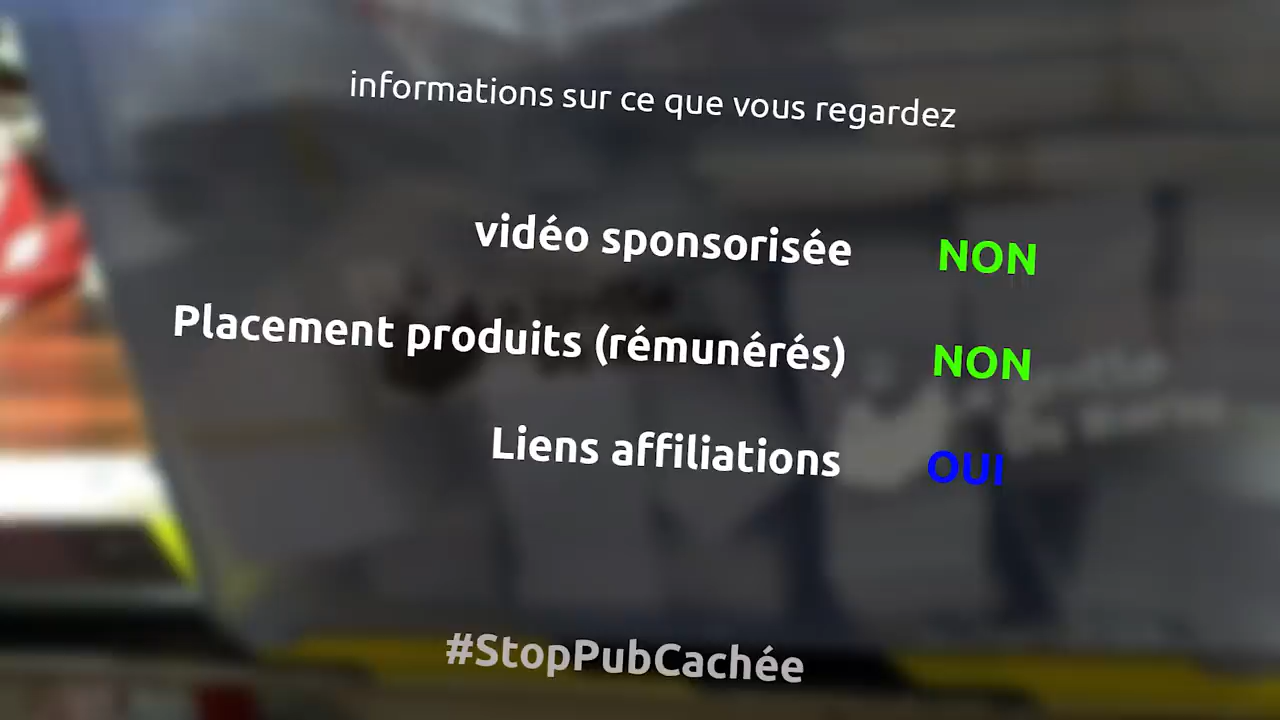 informations sur ce que vous regardez
vidéo sponsorisée NON
Placement produits (rémunérés) NON
Liens affiliations OUI
#StopPubCachée